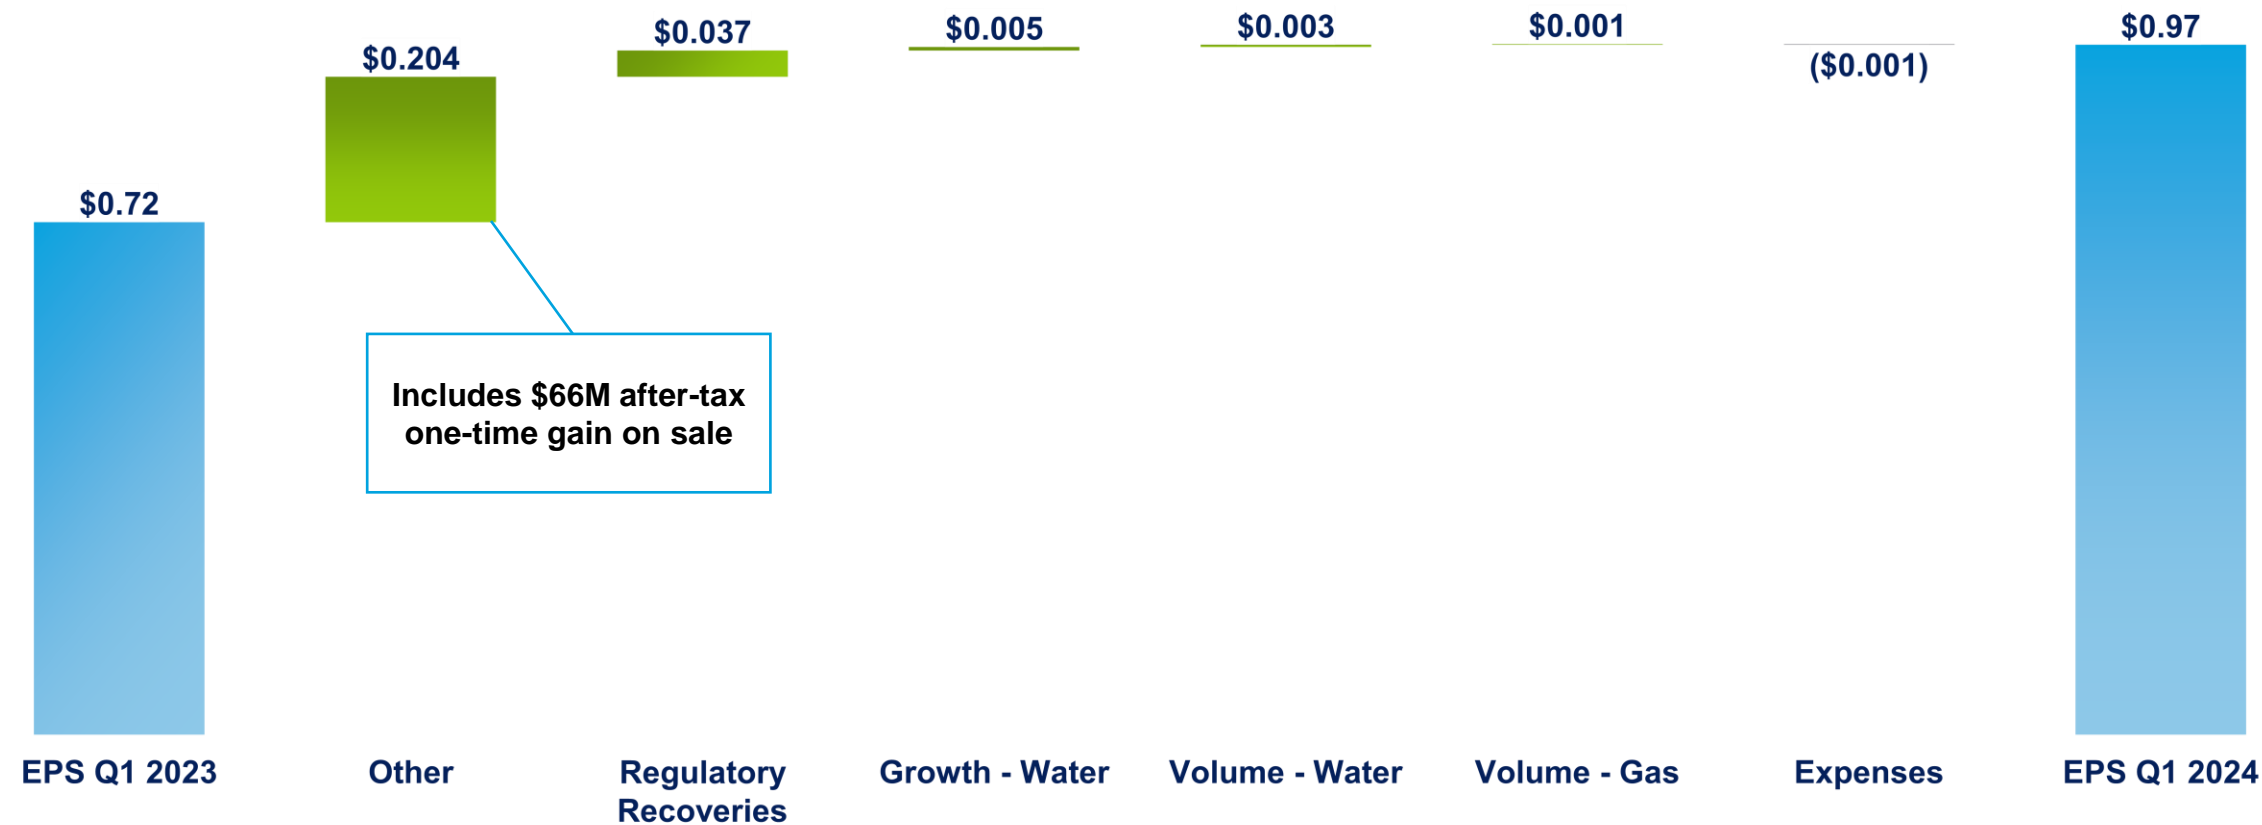 $0.72
$0.204
$0.037
$0.005
$0.003
$0.001
($0.001)
$0.97
Includes $66M after-tax
one-time gain on sale
EPS Q1 2023
Other
Regulatory
Recoveries
Growth - Water
Volume - Water
Volume - Gas
Expenses
EPS Q1 2024